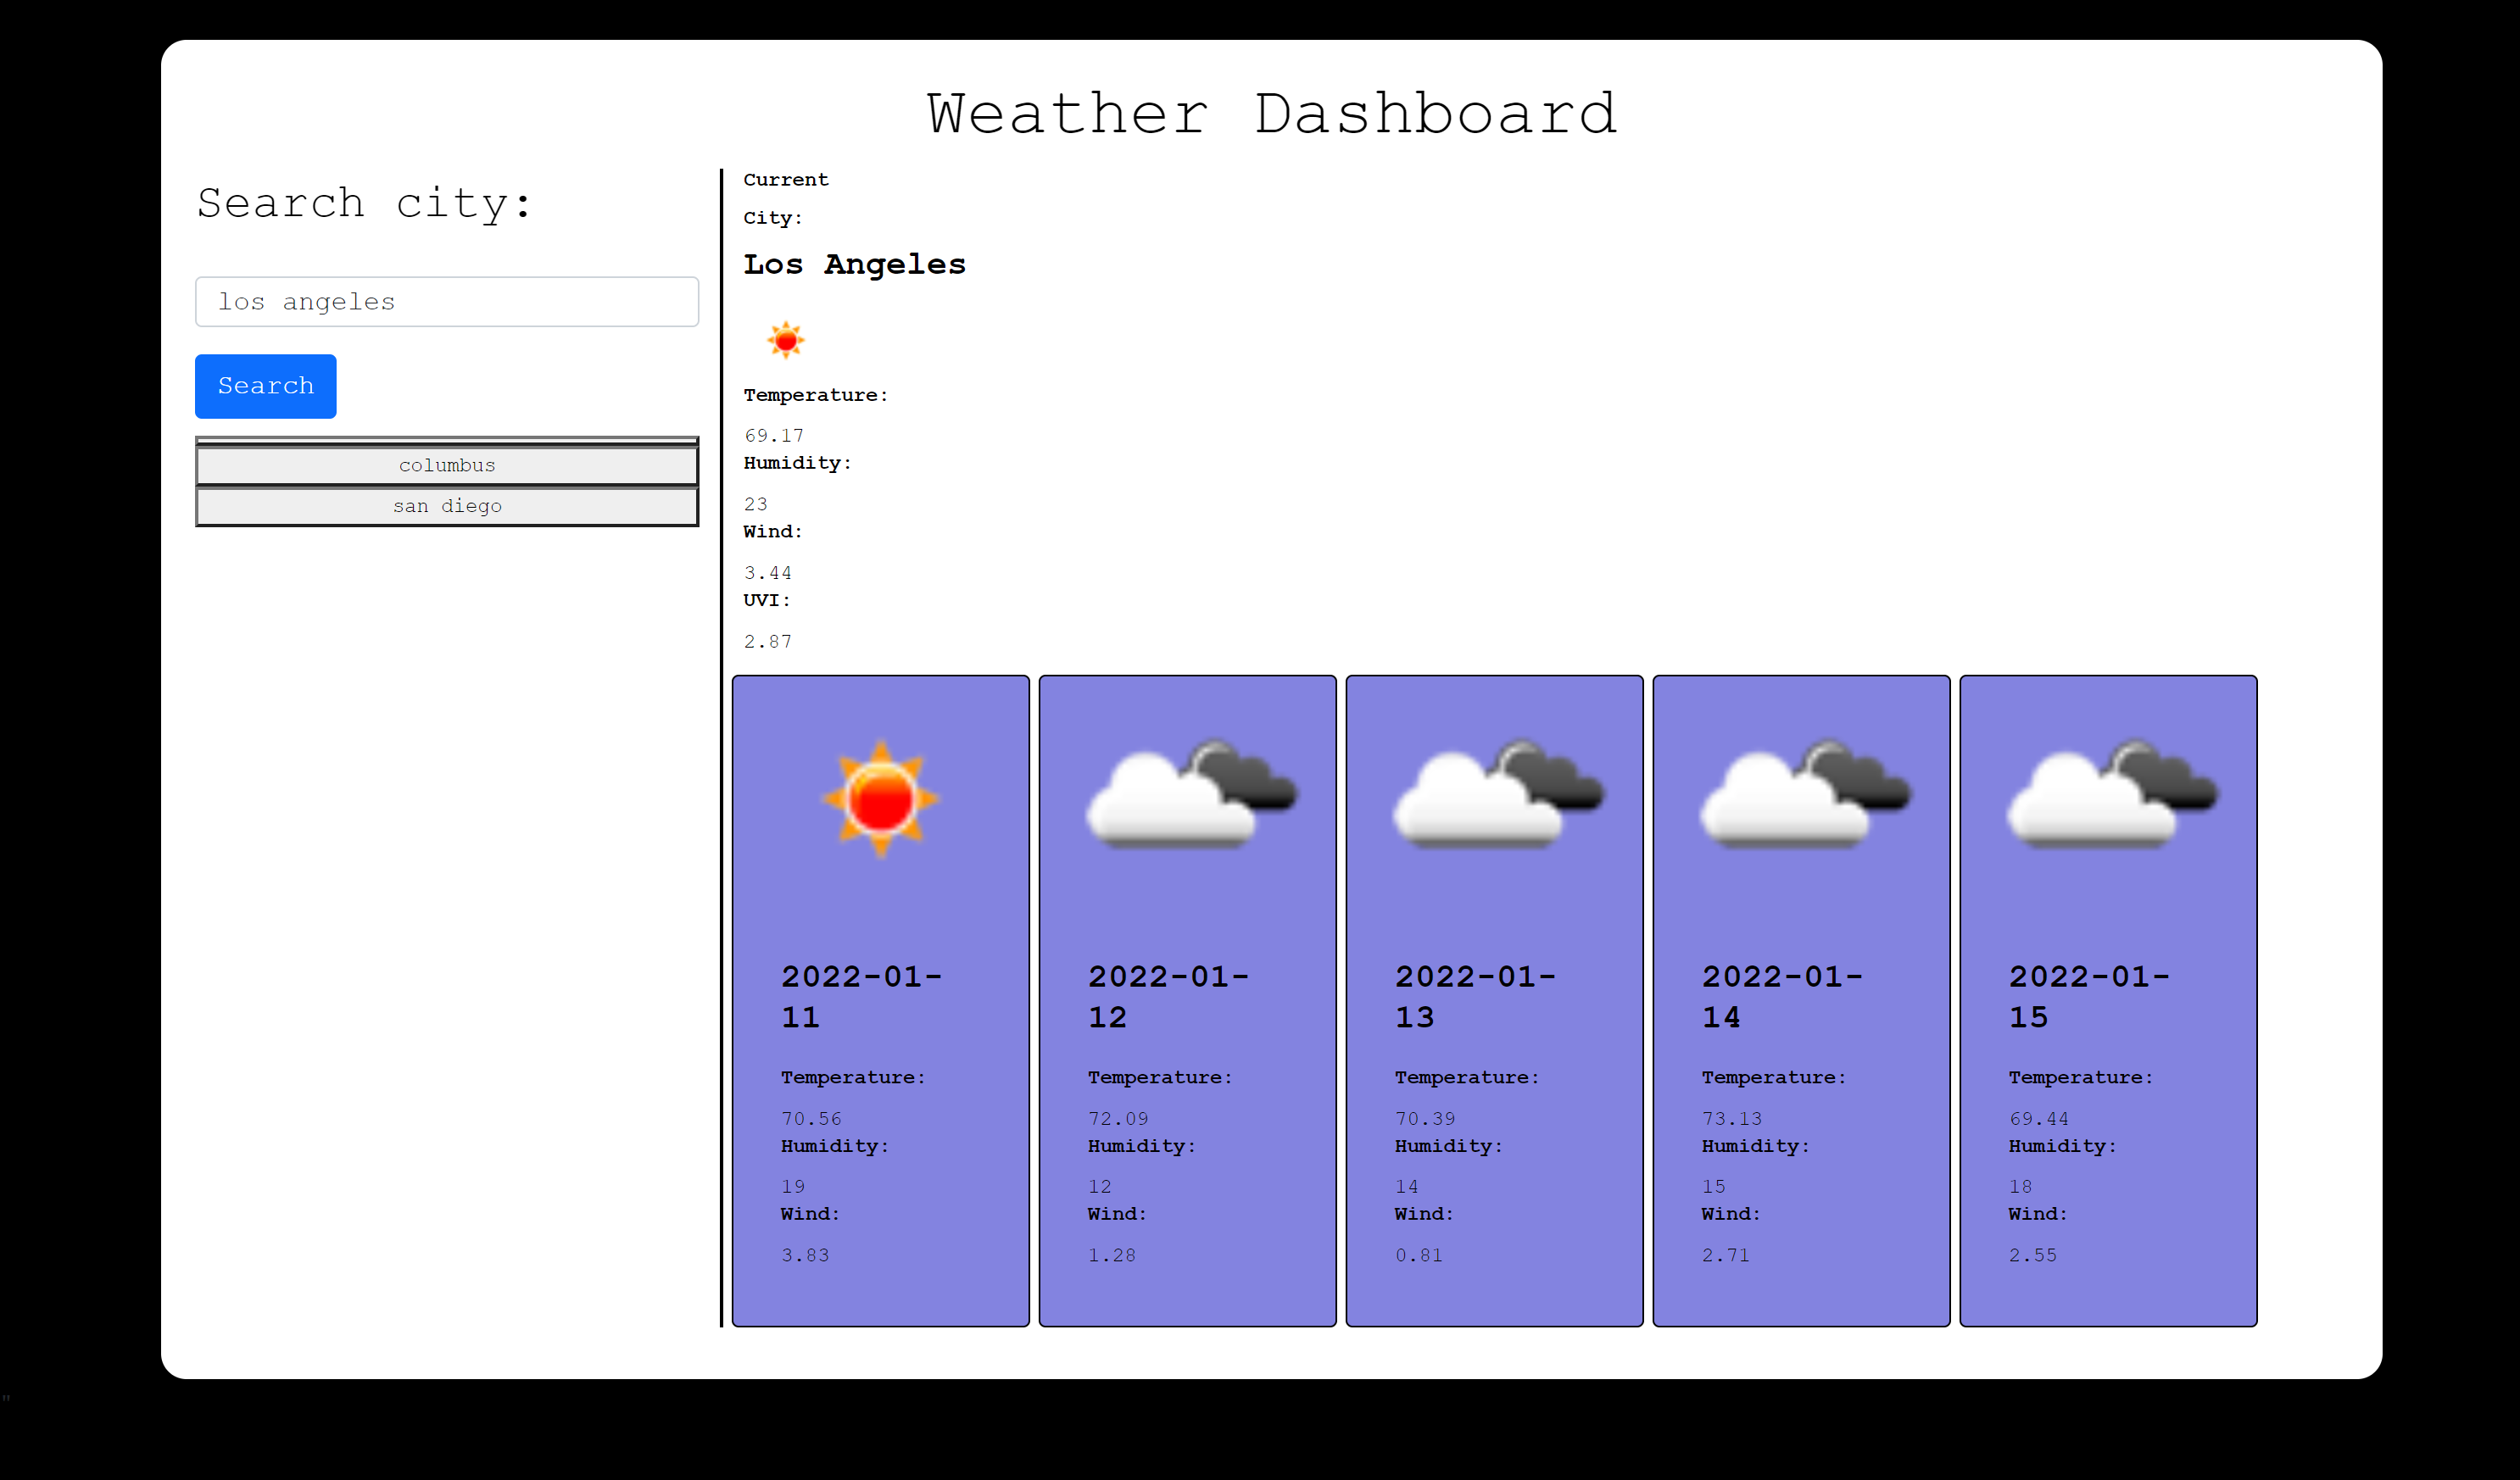 Weather Dashboard
Search city:
los angeles
Search
columbus
san diego
Current
City:
Los Angeles
Temperature:
69.17
Humidity:
23
Wind:
3.44
UVI:
2.87
2022-01-
11
Temperature:
70.56
Humidity:
19
Wind:
3.83
2022-01-
12
Temperature:
72.09
Humidity:
12
Wind:
1.28
2022-01-
13
Temperature:
70.39
Humidity:
14
Wind:
0.81
2022-01-
14
Temperature:
73.13
Humidity:
15
Wind:
2.71
2022-01-
15
Temperature:
69.44
Humidity:
18
Wind:
2.55
"